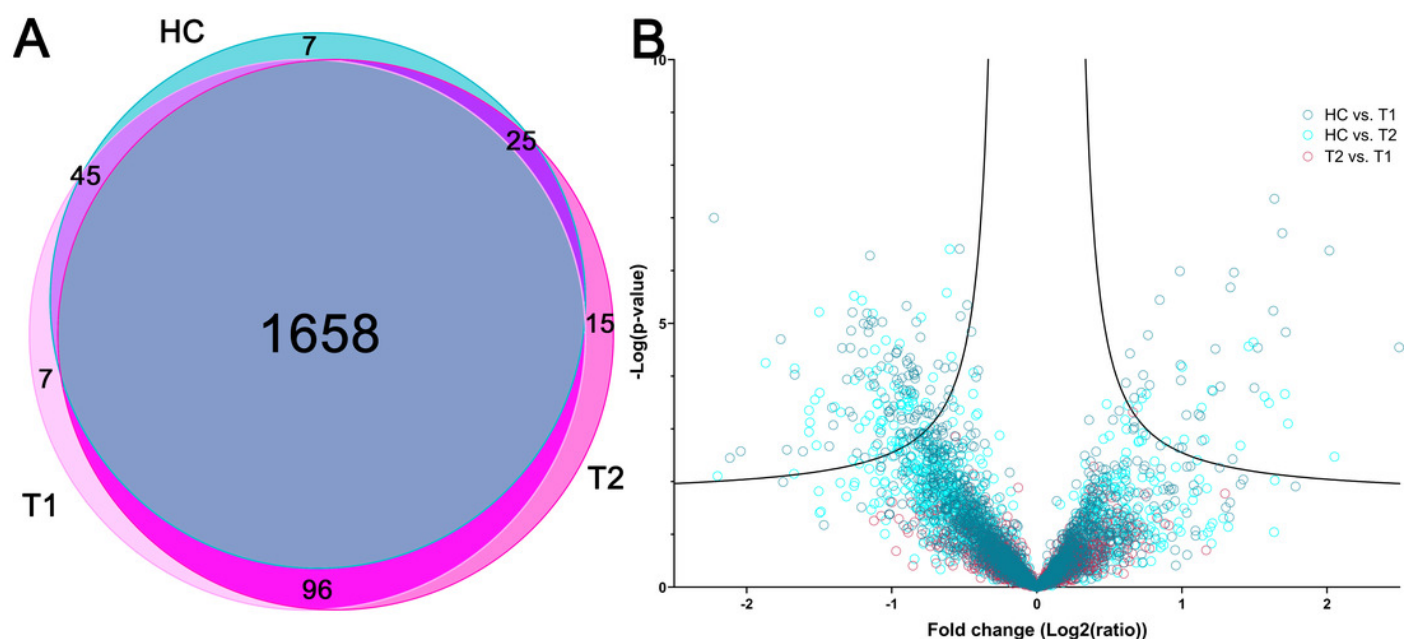 A
HC
7
25
45
1658
15
7
T1
T2
96
B
10
HC vs. T1
HC vs. T2
T2 vs. T1
-Log(p-value)
5
0
-2
-1
0
1
2
Fold change (Log2(ratio))